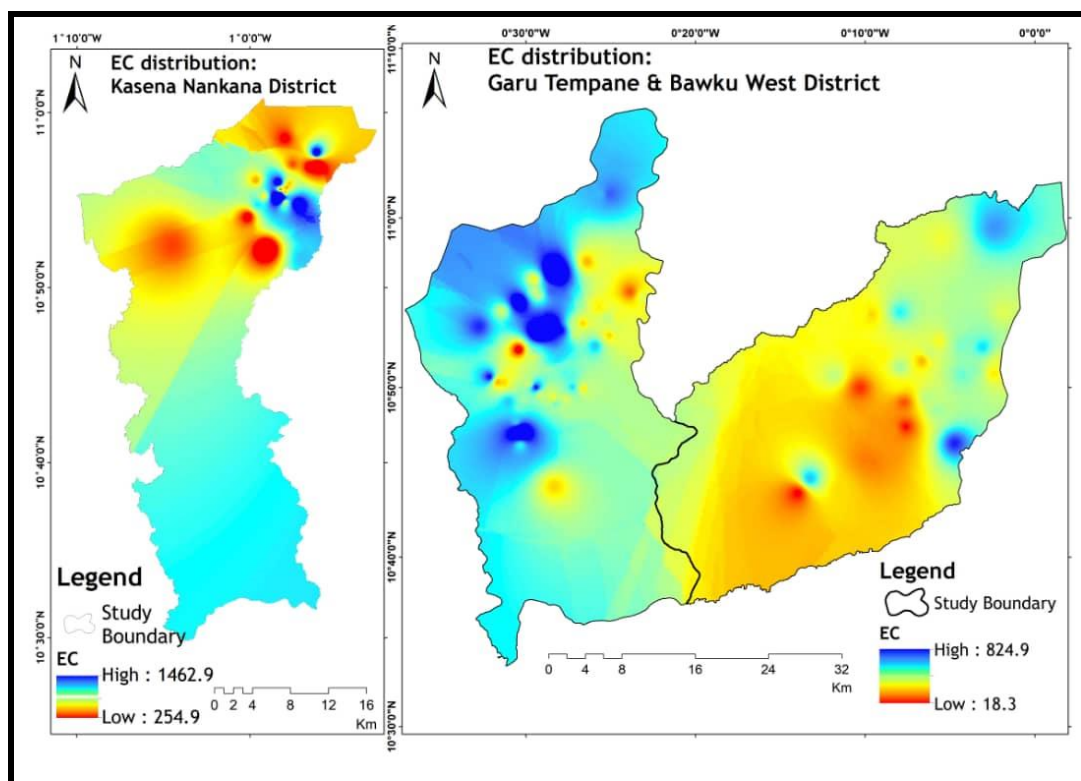 1°10'0"W
1°0'0"W
N
EC distribution:
Kasena Nankana District
11°0'0"N
10°50'0"N
10°40'0"N
10°30'0"N
Legend
Study
Boundary
EC
High : 1462.9
Low : 254.9
0 2 4 8 12 16
Km
0°30'0"W
0°20'0"W
0°10'0"W
0°0'0"
N
EC distribution:
Garu Tempane & Bawku West District
11°10'0"N
11°0'0"N
10°50'0"N
10°40'0"N
10°30'0"N
Legend
Study Boundary
EC
High : 824.9
Low : 18.3
0 4 8 16 24 32
Km